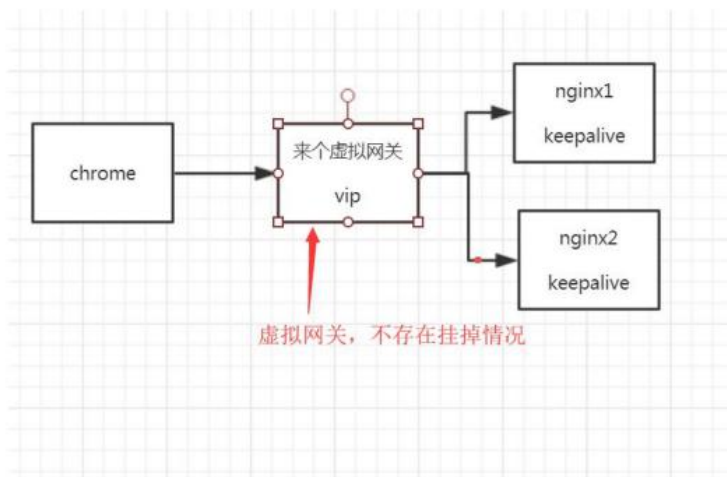 chrome
来个虚拟网关
vip
nginx1
keepalive
nginx2
keepalive
虚拟网关，不存在挂掉情况